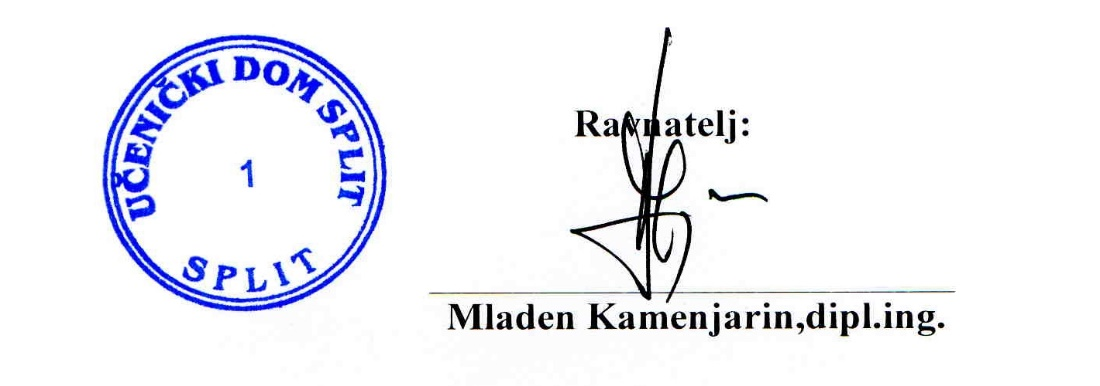 UČENIČKI DOM SPLIT
1
SPLIT
Ravnatelj:
Mladen Kamenjarin,dipl.ing.